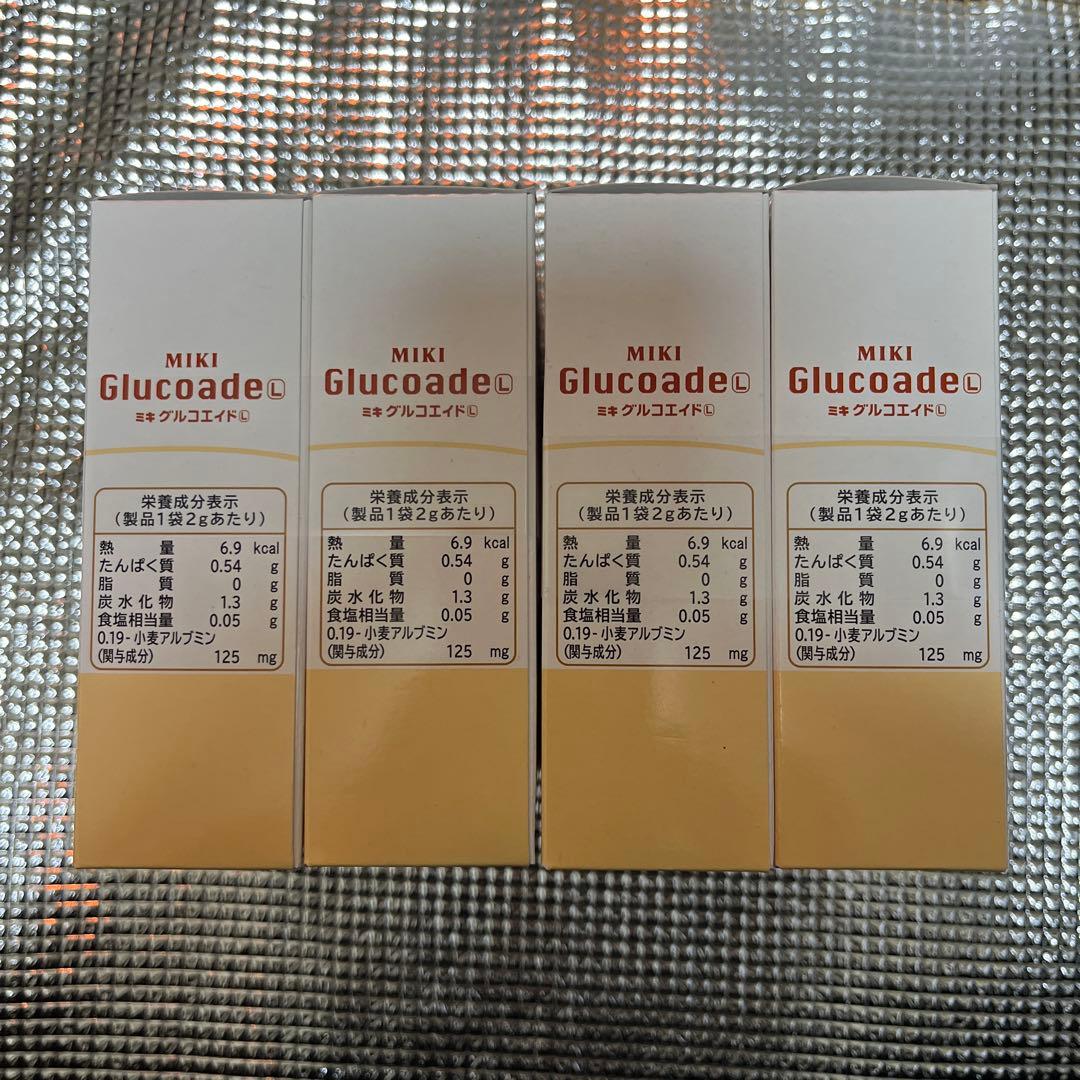 MIKI
Glucoade Ⓛ
ミキ グルコエイド Ⓛ
栄養成分表示
(製品1袋2gあたり)
熱量 6.9 kcal
たんぱく質 0.54 g
脂質 0 g
炭水化物 1.3 g
食塩相当量 0.05 g
0.19-小麦アルブミン
(関与成分) 125 mg
MIKI
Glucoade Ⓛ
ミキ グルコエイド Ⓛ
栄養成分表示
(製品1袋2gあたり)
熱量 6.9 kcal
たんぱく質 0.54 g
脂質 0 g
炭水化物 1.3 g
食塩相当量 0.05 g
0.19-小麦アルブミン
(関与成分) 125 mg
MIKI
Glucoade Ⓛ
ミキ グルコエイド Ⓛ
栄養成分表示
(製品1袋2gあたり)
熱量 6.9 kcal
たんぱく質 0.54 g
脂質 0 g
炭水化物 1.3 g
食塩相当量 0.05 g
0.19-小麦アルブミン
(関与成分) 125 mg
MIKI
Glucoade Ⓛ
ミキ グルコエイド Ⓛ
栄養成分表示
(製品1袋2gあたり)
熱量 6.9 kcal
たんぱく質 0.54 g
脂質 0 g
炭水化物 1.3 g
食塩相当量 0.05 g
0.19-小麦アルブミン
(関与成分) 125 mg